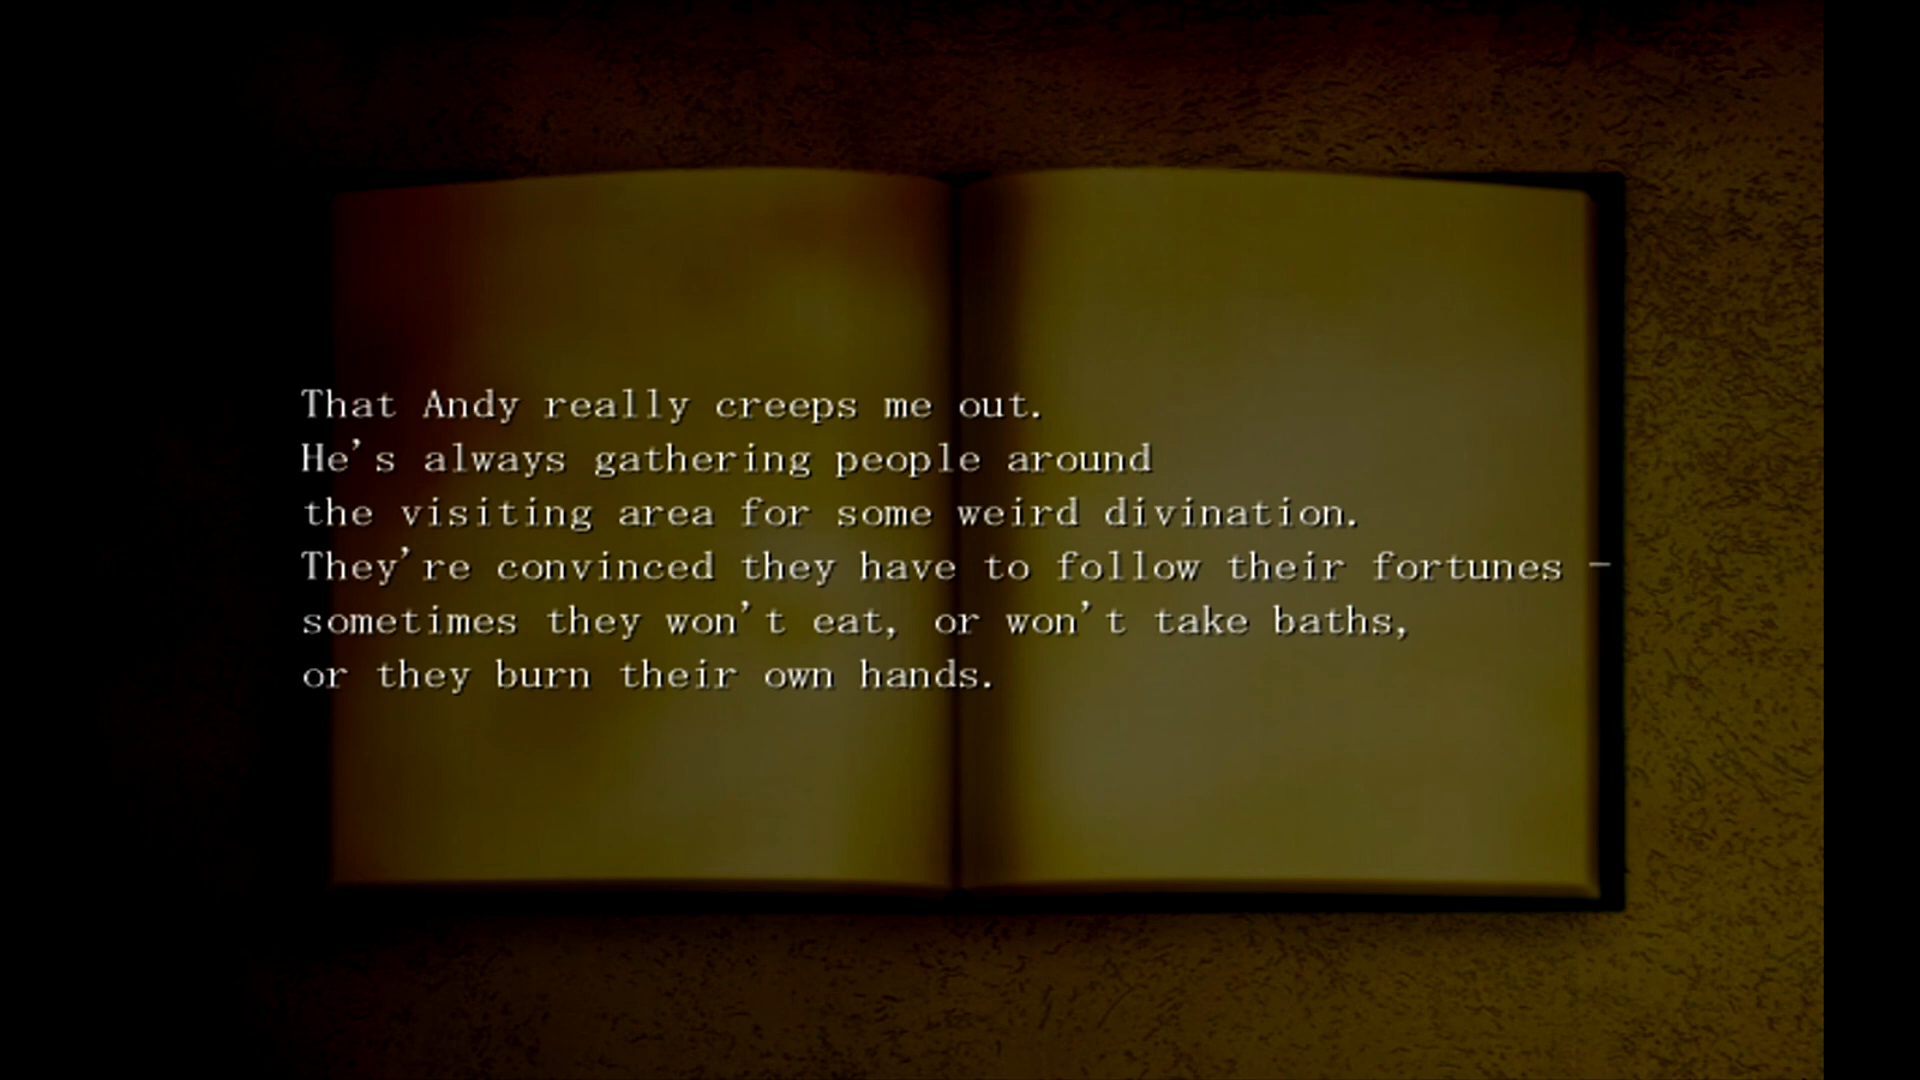 That Andy really creeps me out.
He's always gathering people around
the visiting area for some weird divination.
They're convinced they have to follow their fortunes -
sometimes they won't eat, or won't take baths,
or they burn their own hands.